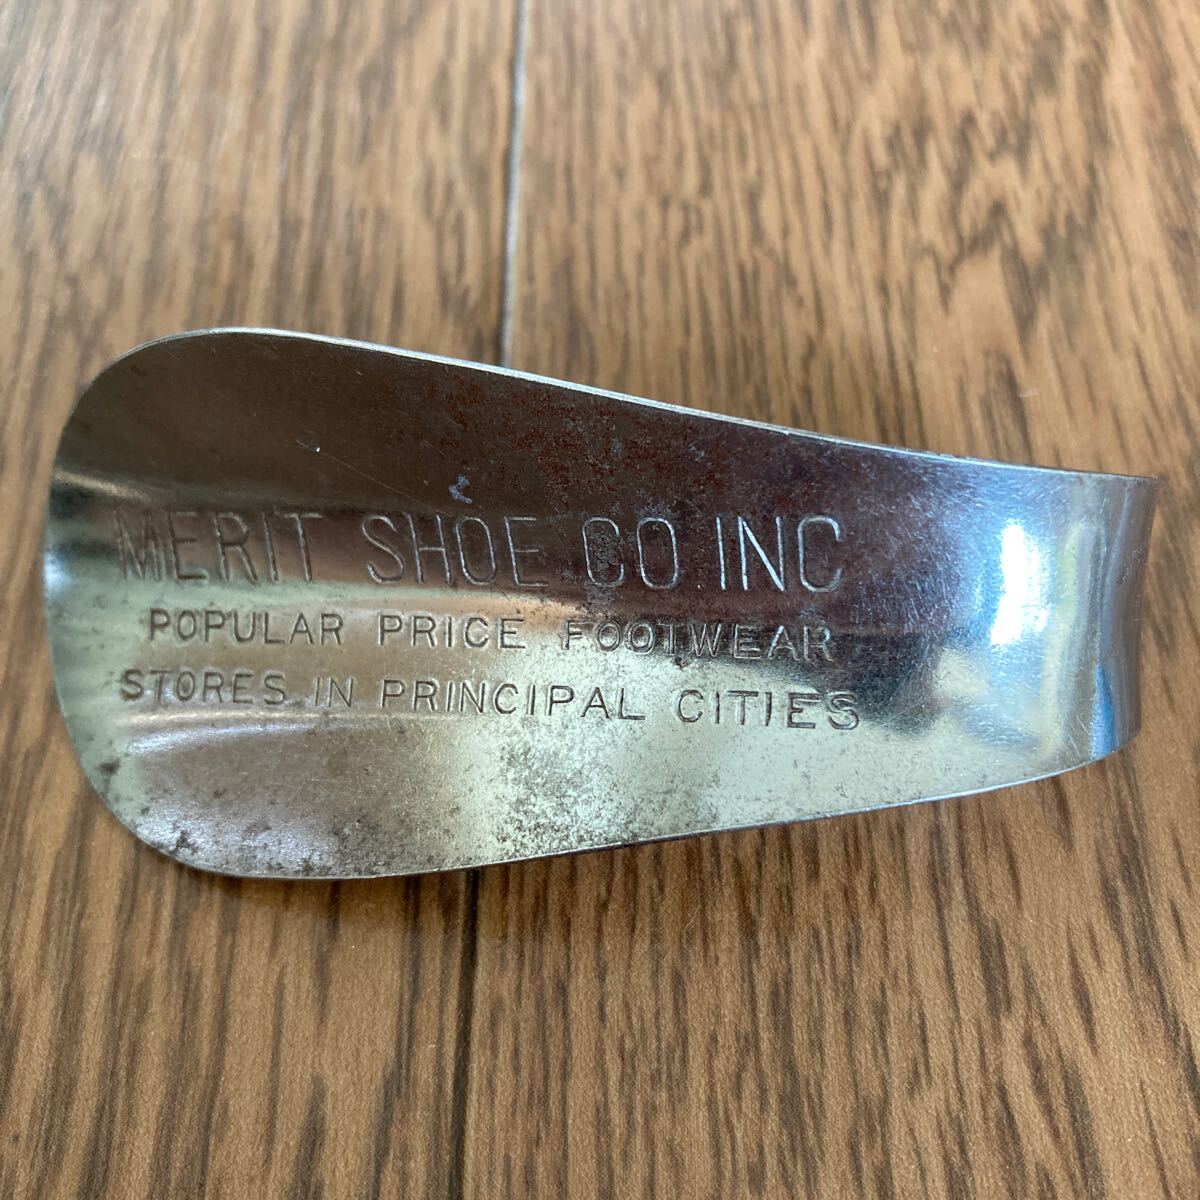 MERIT SHOE CO INC
POPULAR PRICE FOOTWEAR
STORES IN PRINCIPAL CITIES